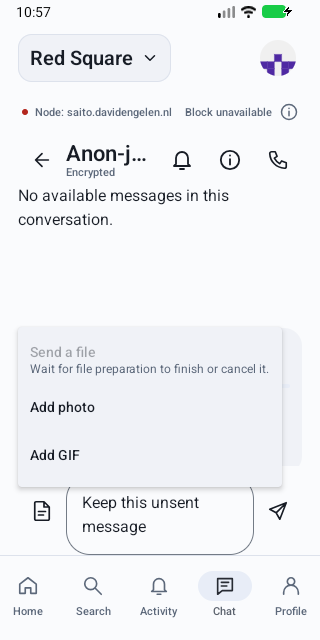 10:57
Red Square
Node: saito.davidengelen.nl Block unavailable
Anon-j...
Encrypted
No available messages in this
conversation.
Send a file
Wait for file preparation to finish or cancel it.
Add photo
Add GIF
Keep this unsent
message
Home Search Activity Chat Profile